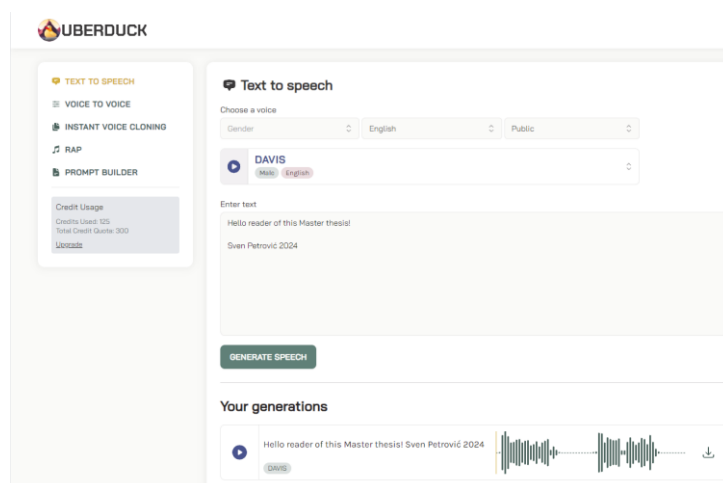 UBERDUCK
TEXT TO SPEECH
VOICE TO VOICE
INSTANT VOICE CLONING
RAP
PROMPT BUILDER
Credit Usage
Credits Used: 125
Total Credit Quota: 300
Upgrade
Text to speech
Choose a voice
Gender English Public
DAVIS
Male English
Enter text
Hello reader of this Master thesis!
Sven Petrović 2024
GENERATE SPEECH
Your generations
Hello reader of this Master thesis! Sven Petrović 2024
DAVIS